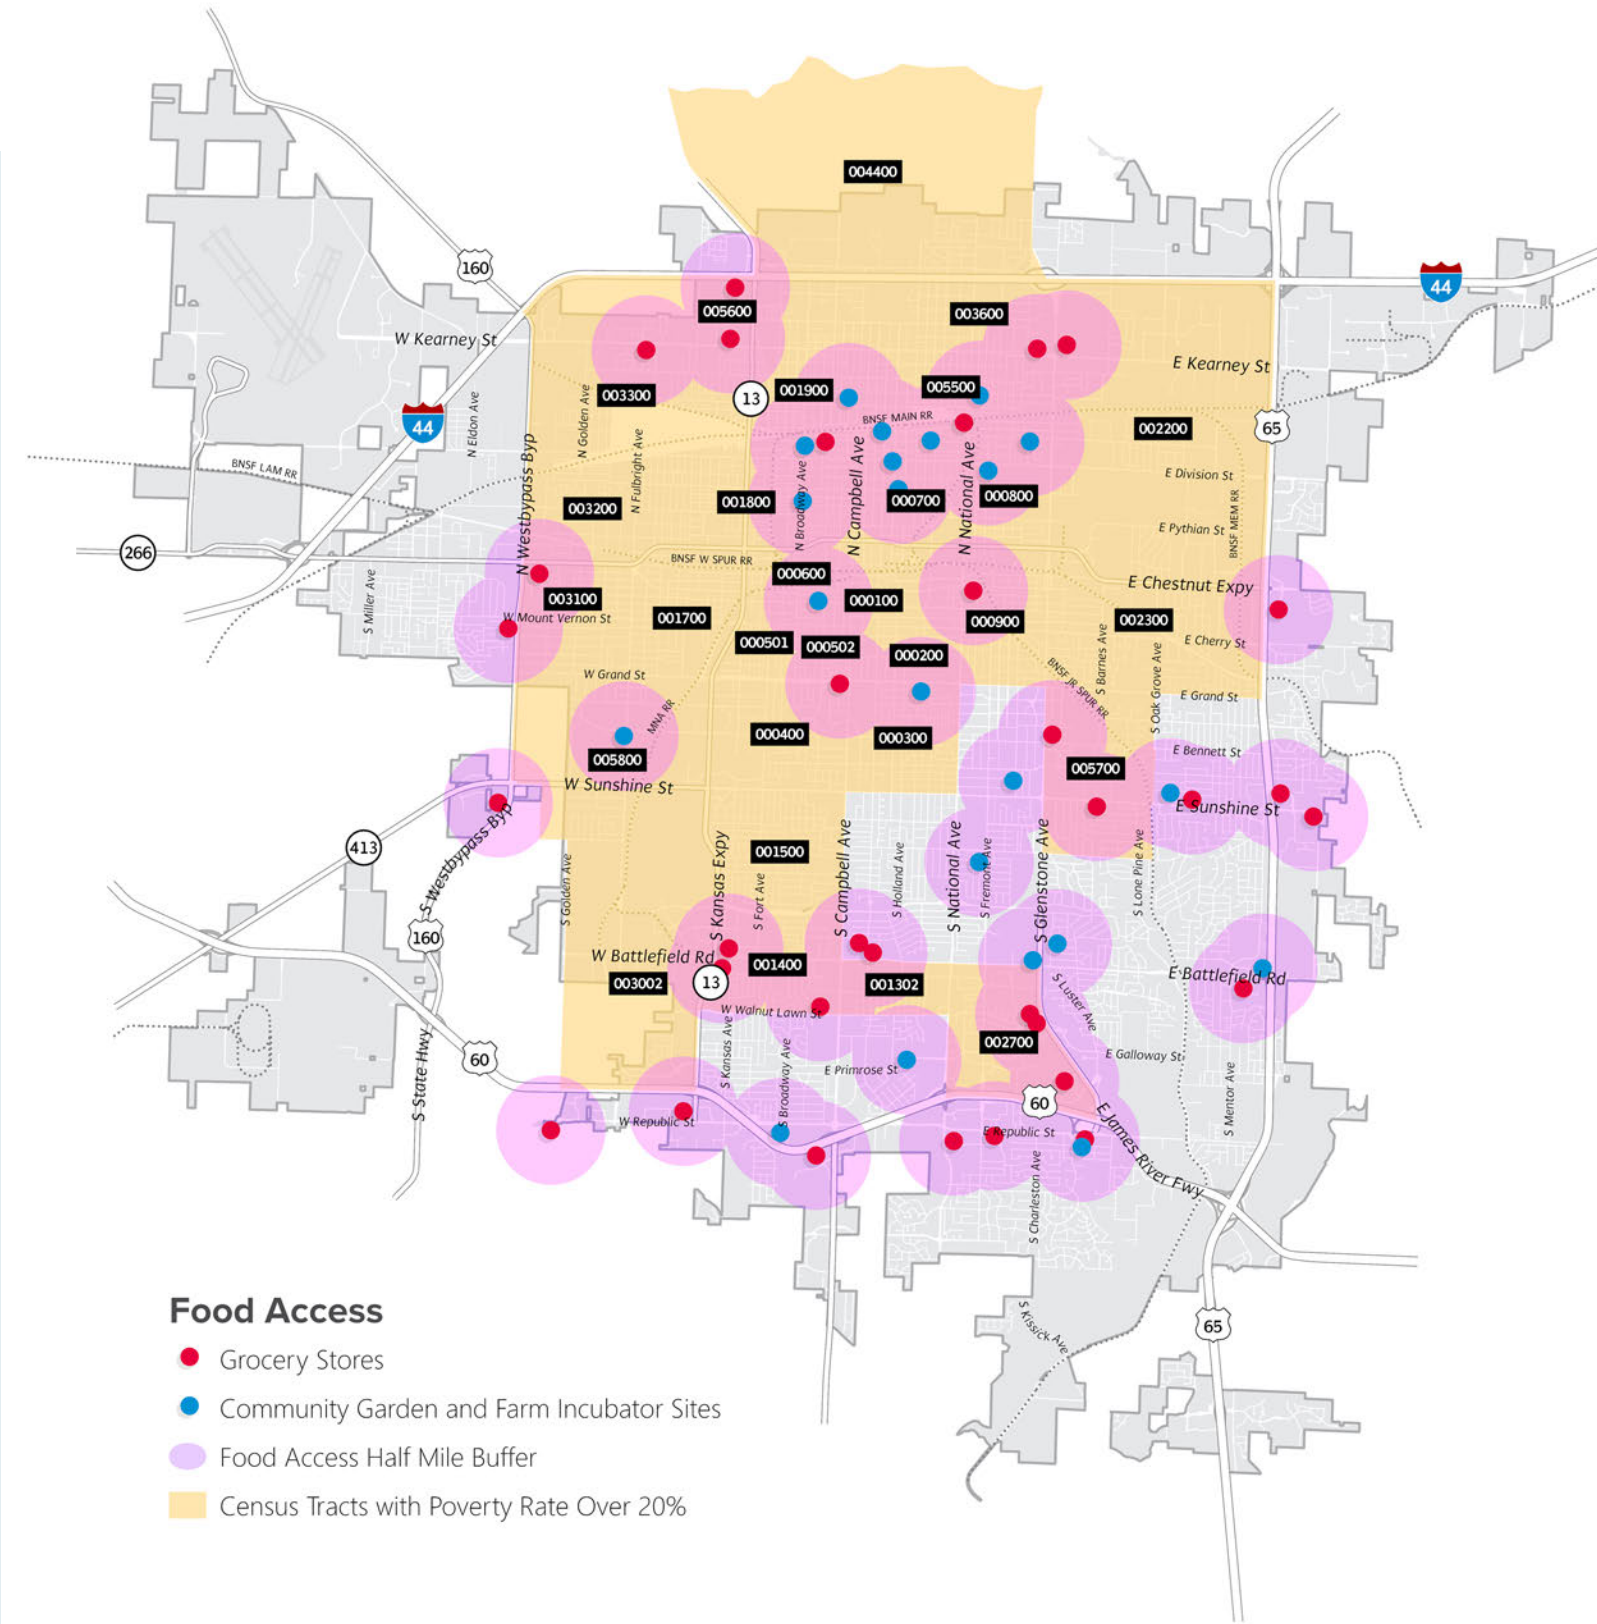 004400
160
44
005600
003600
W Kearney St
E Kearney St
003300
13
001900
005500
44
N Eldon Ave
N Golden Ave
N Fulbright Ave
BNSF MAIN RR
002200
65
BNSF LAM RR
N Westbypass Byp
N Broadway Ave
N Campbell Ave
N National Ave
E Division St
003200
001800
000700
000800
BNSF MEM RR
E Pythian St
266
BNSF W SPUR RR
000600
E Chestnut Expy
S Miller Ave
003100
W Mount Vernon St
001700
000100
000900
002300
E Cherry St
000501
000502
000200
S Barnes Ave
W Grand St
BNSF JR SPUR RR
S Oak Grove Ave
E Grand St
MNA RR
000400
000300
E Bennett St
005800
005700
W Sunshine St
E Sunshine St
413
S Westbypass Byp
001500
S Golden Ave
S Kansas Expy
S Fort Ave
S Campbell Ave
S Holland Ave
S National Ave
S Fremont Ave
S Glenstone Ave
S Lone Pine Ave
160
W Battlefield Rd
001400
E Battlefield Rd
003002
13
001302
W Walnut Lawn St
S Luster Ave
60
S State Hwy
S Kansas Ave
S Broadway Ave
002700
E Primrose St
E Galloway St
S Mentor Ave
60
W Republic St
E Republic St
E James River Fwy
S Charleston Ave
S Kissick Ave
65
Food Access
Grocery Stores
Community Garden and Farm Incubator Sites
Food Access Half Mile Buffer
Census Tracts with Poverty Rate Over 20%